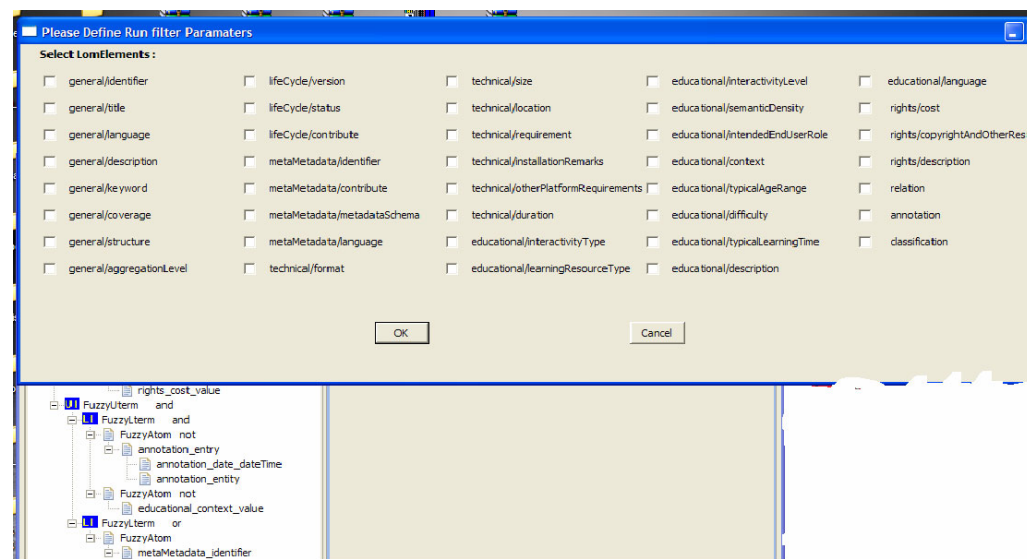 Please Define Run filter Paramaters
Select LomElements :
general/identifier
general/title
general/language
general/description
general/keyword
general/coverage
general/structure
general/aggregationLevel
lifeCycle/version
lifeCycle/status
lifeCycle/contribute
metaMetadata/identifier
metaMetadata/contribute
metaMetadata/metadataSchema
metaMetadata/language
technical/format
technical/size
technical/location
technical/requirement
technical/installationRemarks
technical/otherPlatformRequirements
technical/duration
educational/interactivityType
educational/learningResourceType
educational/interactivityLevel
educational/semanticDensity
educational/intendedEndUserRole
educational/context
educational/typicalAgeRange
educational/difficulty
educational/typicalLearningTime
educational/description
educational/language
rights/cost
rights/copyrightAndOtherRes
rights/description
relation
annotation
classification
OK
Cancel
rights_cost_value
UI FuzzyUterm and
LI FuzzyLterm and
FuzzyAtom not
annotation_entry
annotation_date_dateTime
annotation_entity
FuzzyAtom not
educational_context_value
LI FuzzyLterm or
FuzzyAtom
metaMetadata_identifier